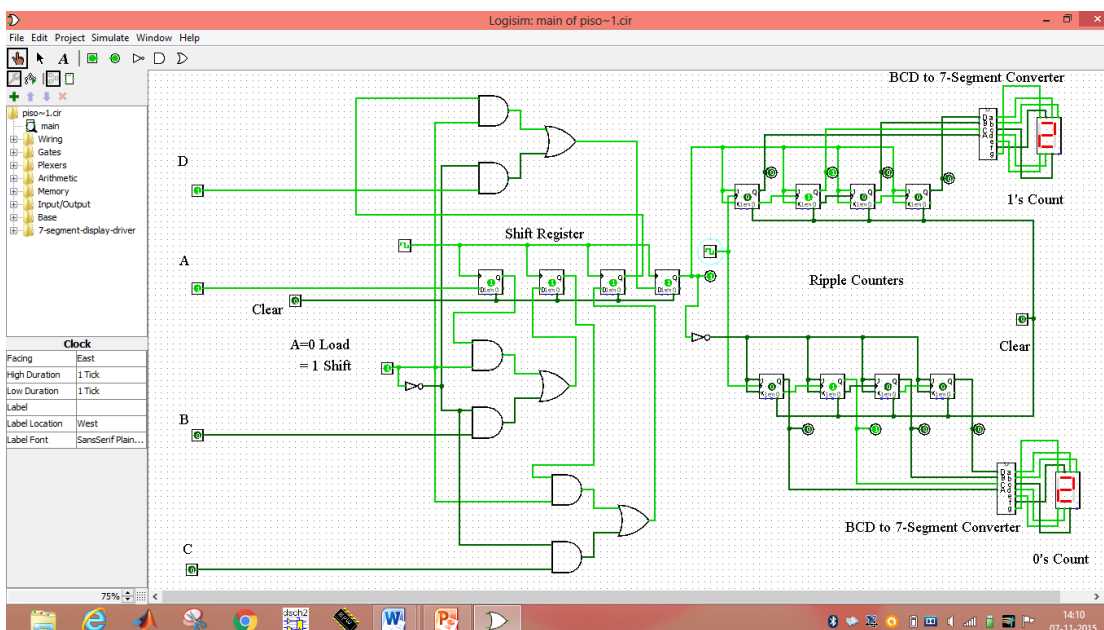 Logisim: main of piso~1.cir
File Edit Project Simulate Window Help
A
piso~1.cir
main
Wiring
Gates
Plexers
Arithmetic
Memory
Input/Output
Base
7-segment-display-driver
Clock
Facing East
High Duration 1 Tick
Low Duration 1 Tick
Label
Label Location West
Label Font SansSerif Plain...
75%
BCD to 7-Segment Converter
D
1's Count
Shift Register
A
Ripple Counters
Clear
A=0 Load
= 1 Shift
Clear
B
BCD to 7-Segment Converter
C
0's Count
dsch2
14:10
07-11-2015